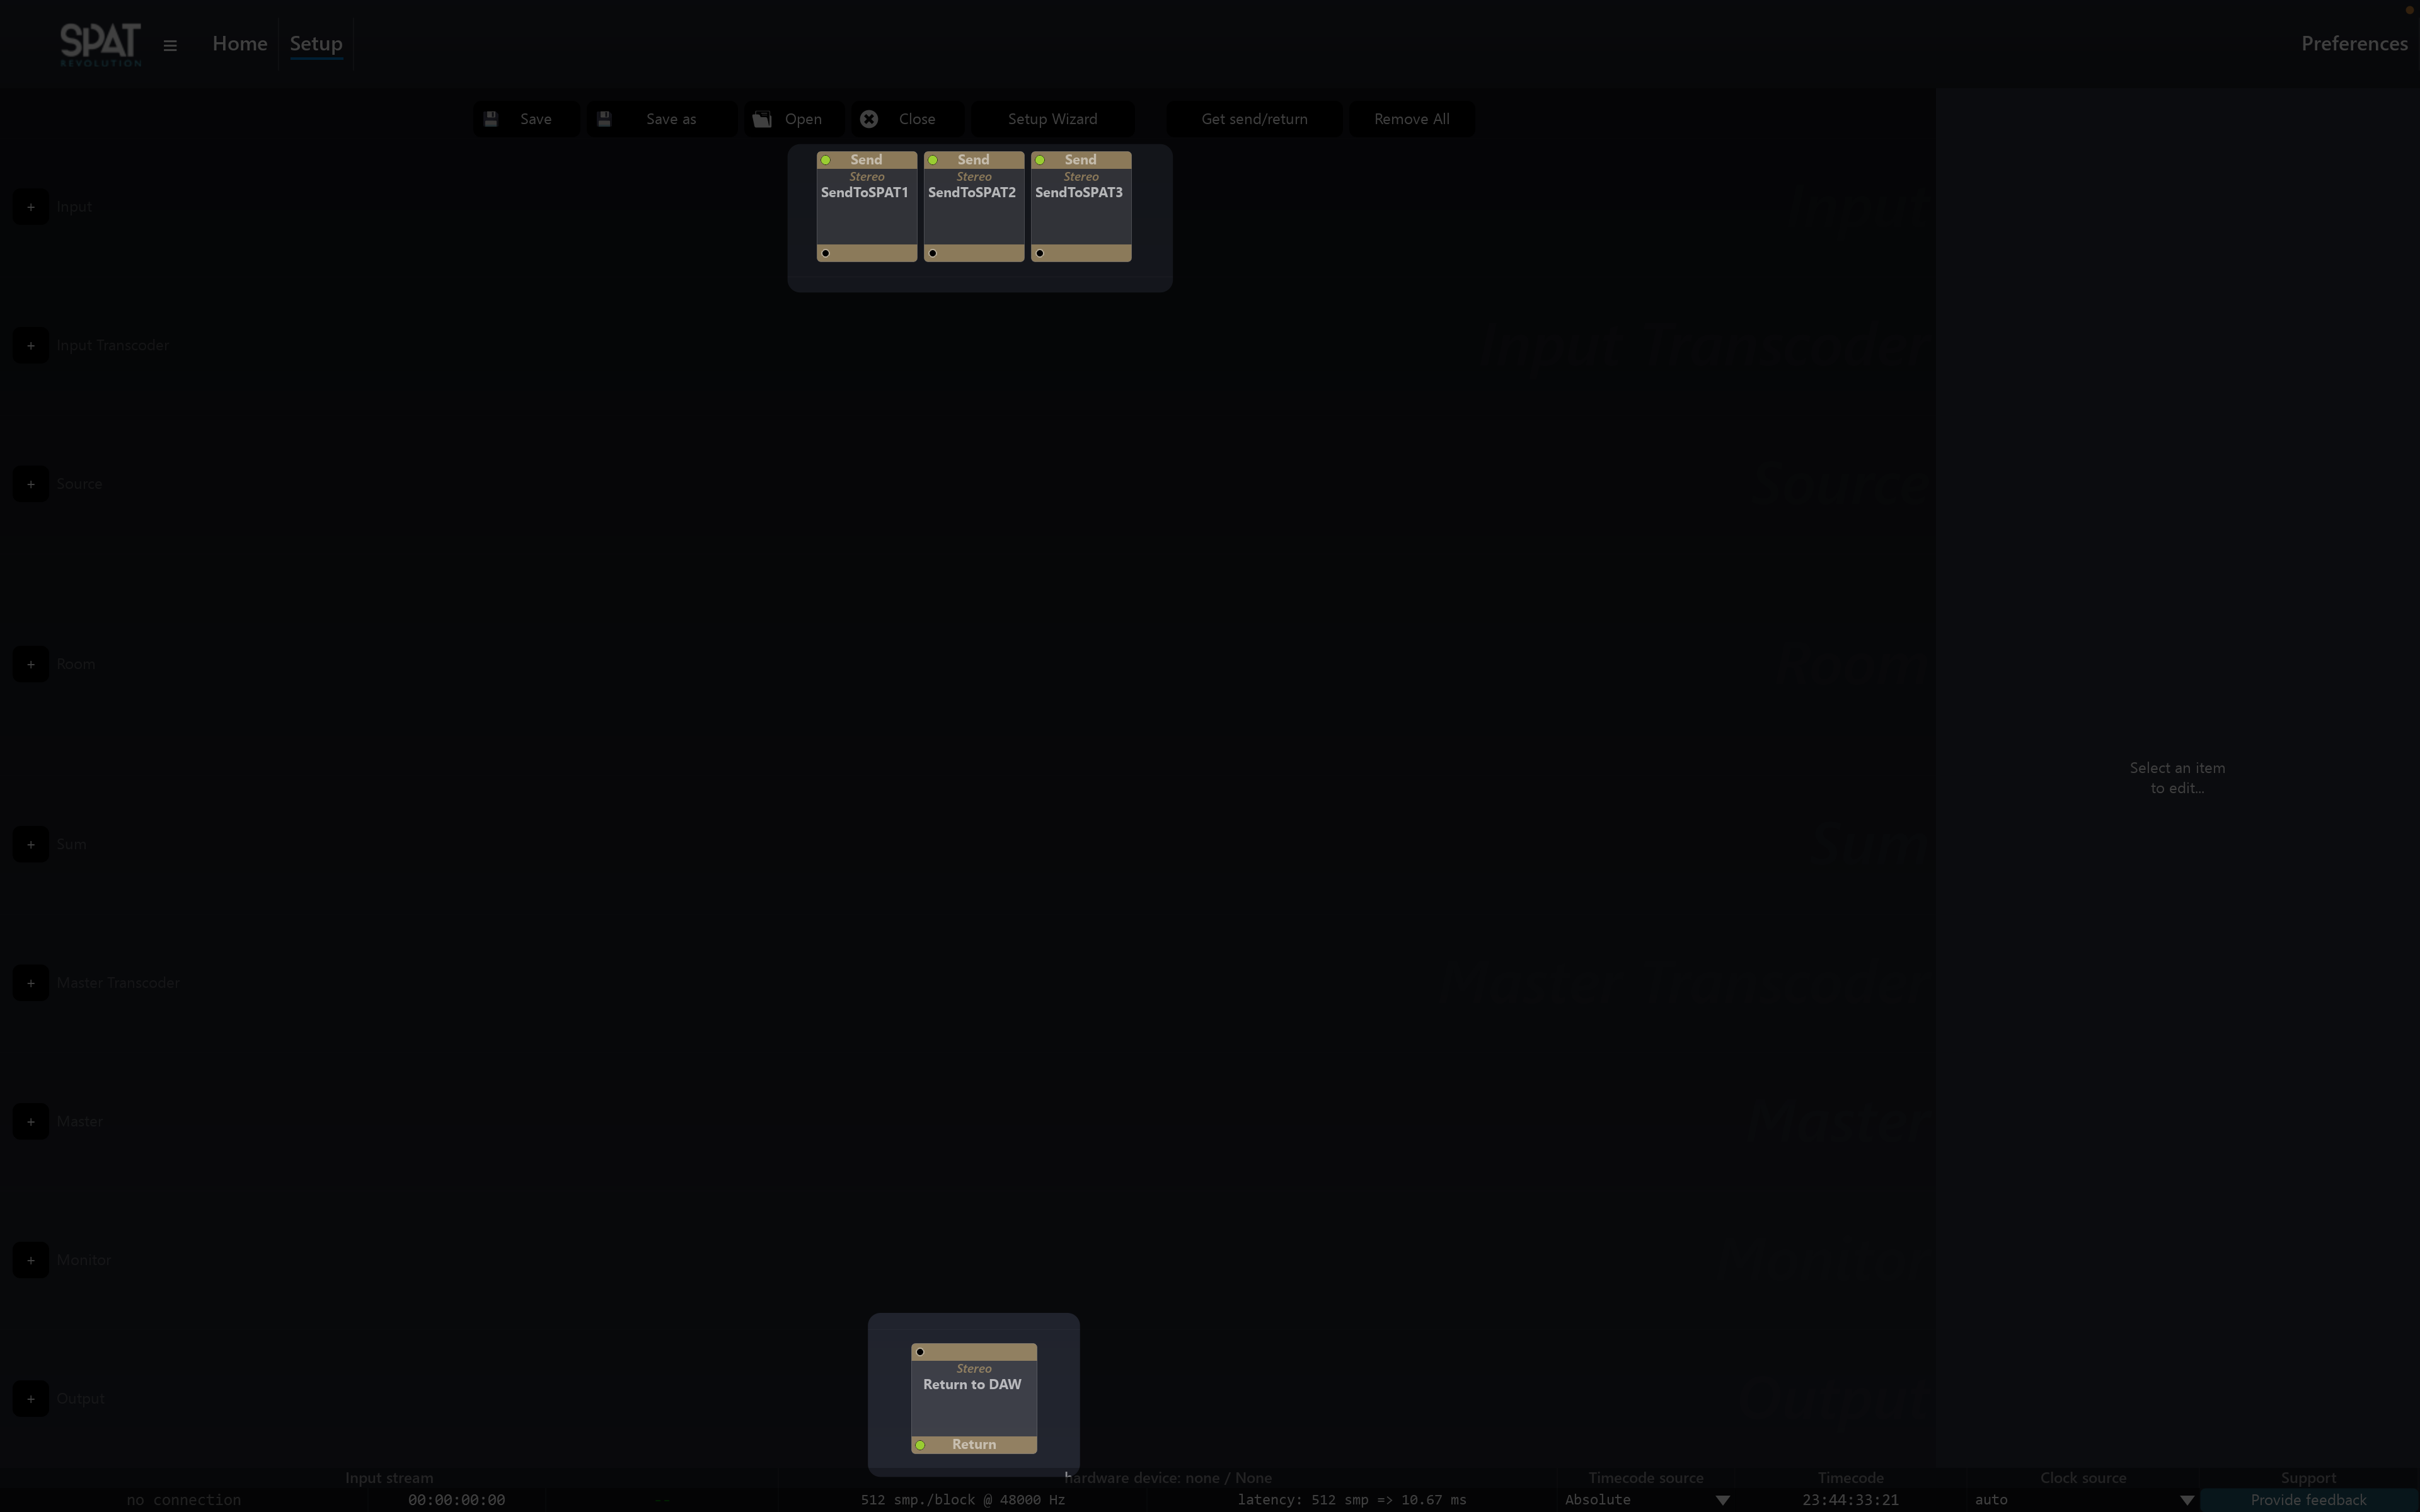 SPAT
REVOLUTION
Home
Setup
Preferences
Save
Save as
Open
Close
Setup Wizard
Get send/return
Remove All
Send
Stereo
SendToSPAT1
Send
Stereo
SendToSPAT2
Send
Stereo
SendToSPAT3
+ Input
Input
+ Input Transcoder
Input Transcoder
+ Source
Source
+ Room
Room
Select an item
to edit...
+ Sum
Sum
+ Master Transcoder
Master Transcoder
+ Master
Master
+ Monitor
Monitor
+ Output
Output
Stereo
Return to DAW
Return
Input stream
hardware device: none / None
Timecode source
Timecode
Clock source
Support
no connection
00:00:00:00
--
512 smp./block @ 48000 Hz
latency: 512 smp => 10.67 ms
Absolute
23:44:33:21
auto
Provide feedback